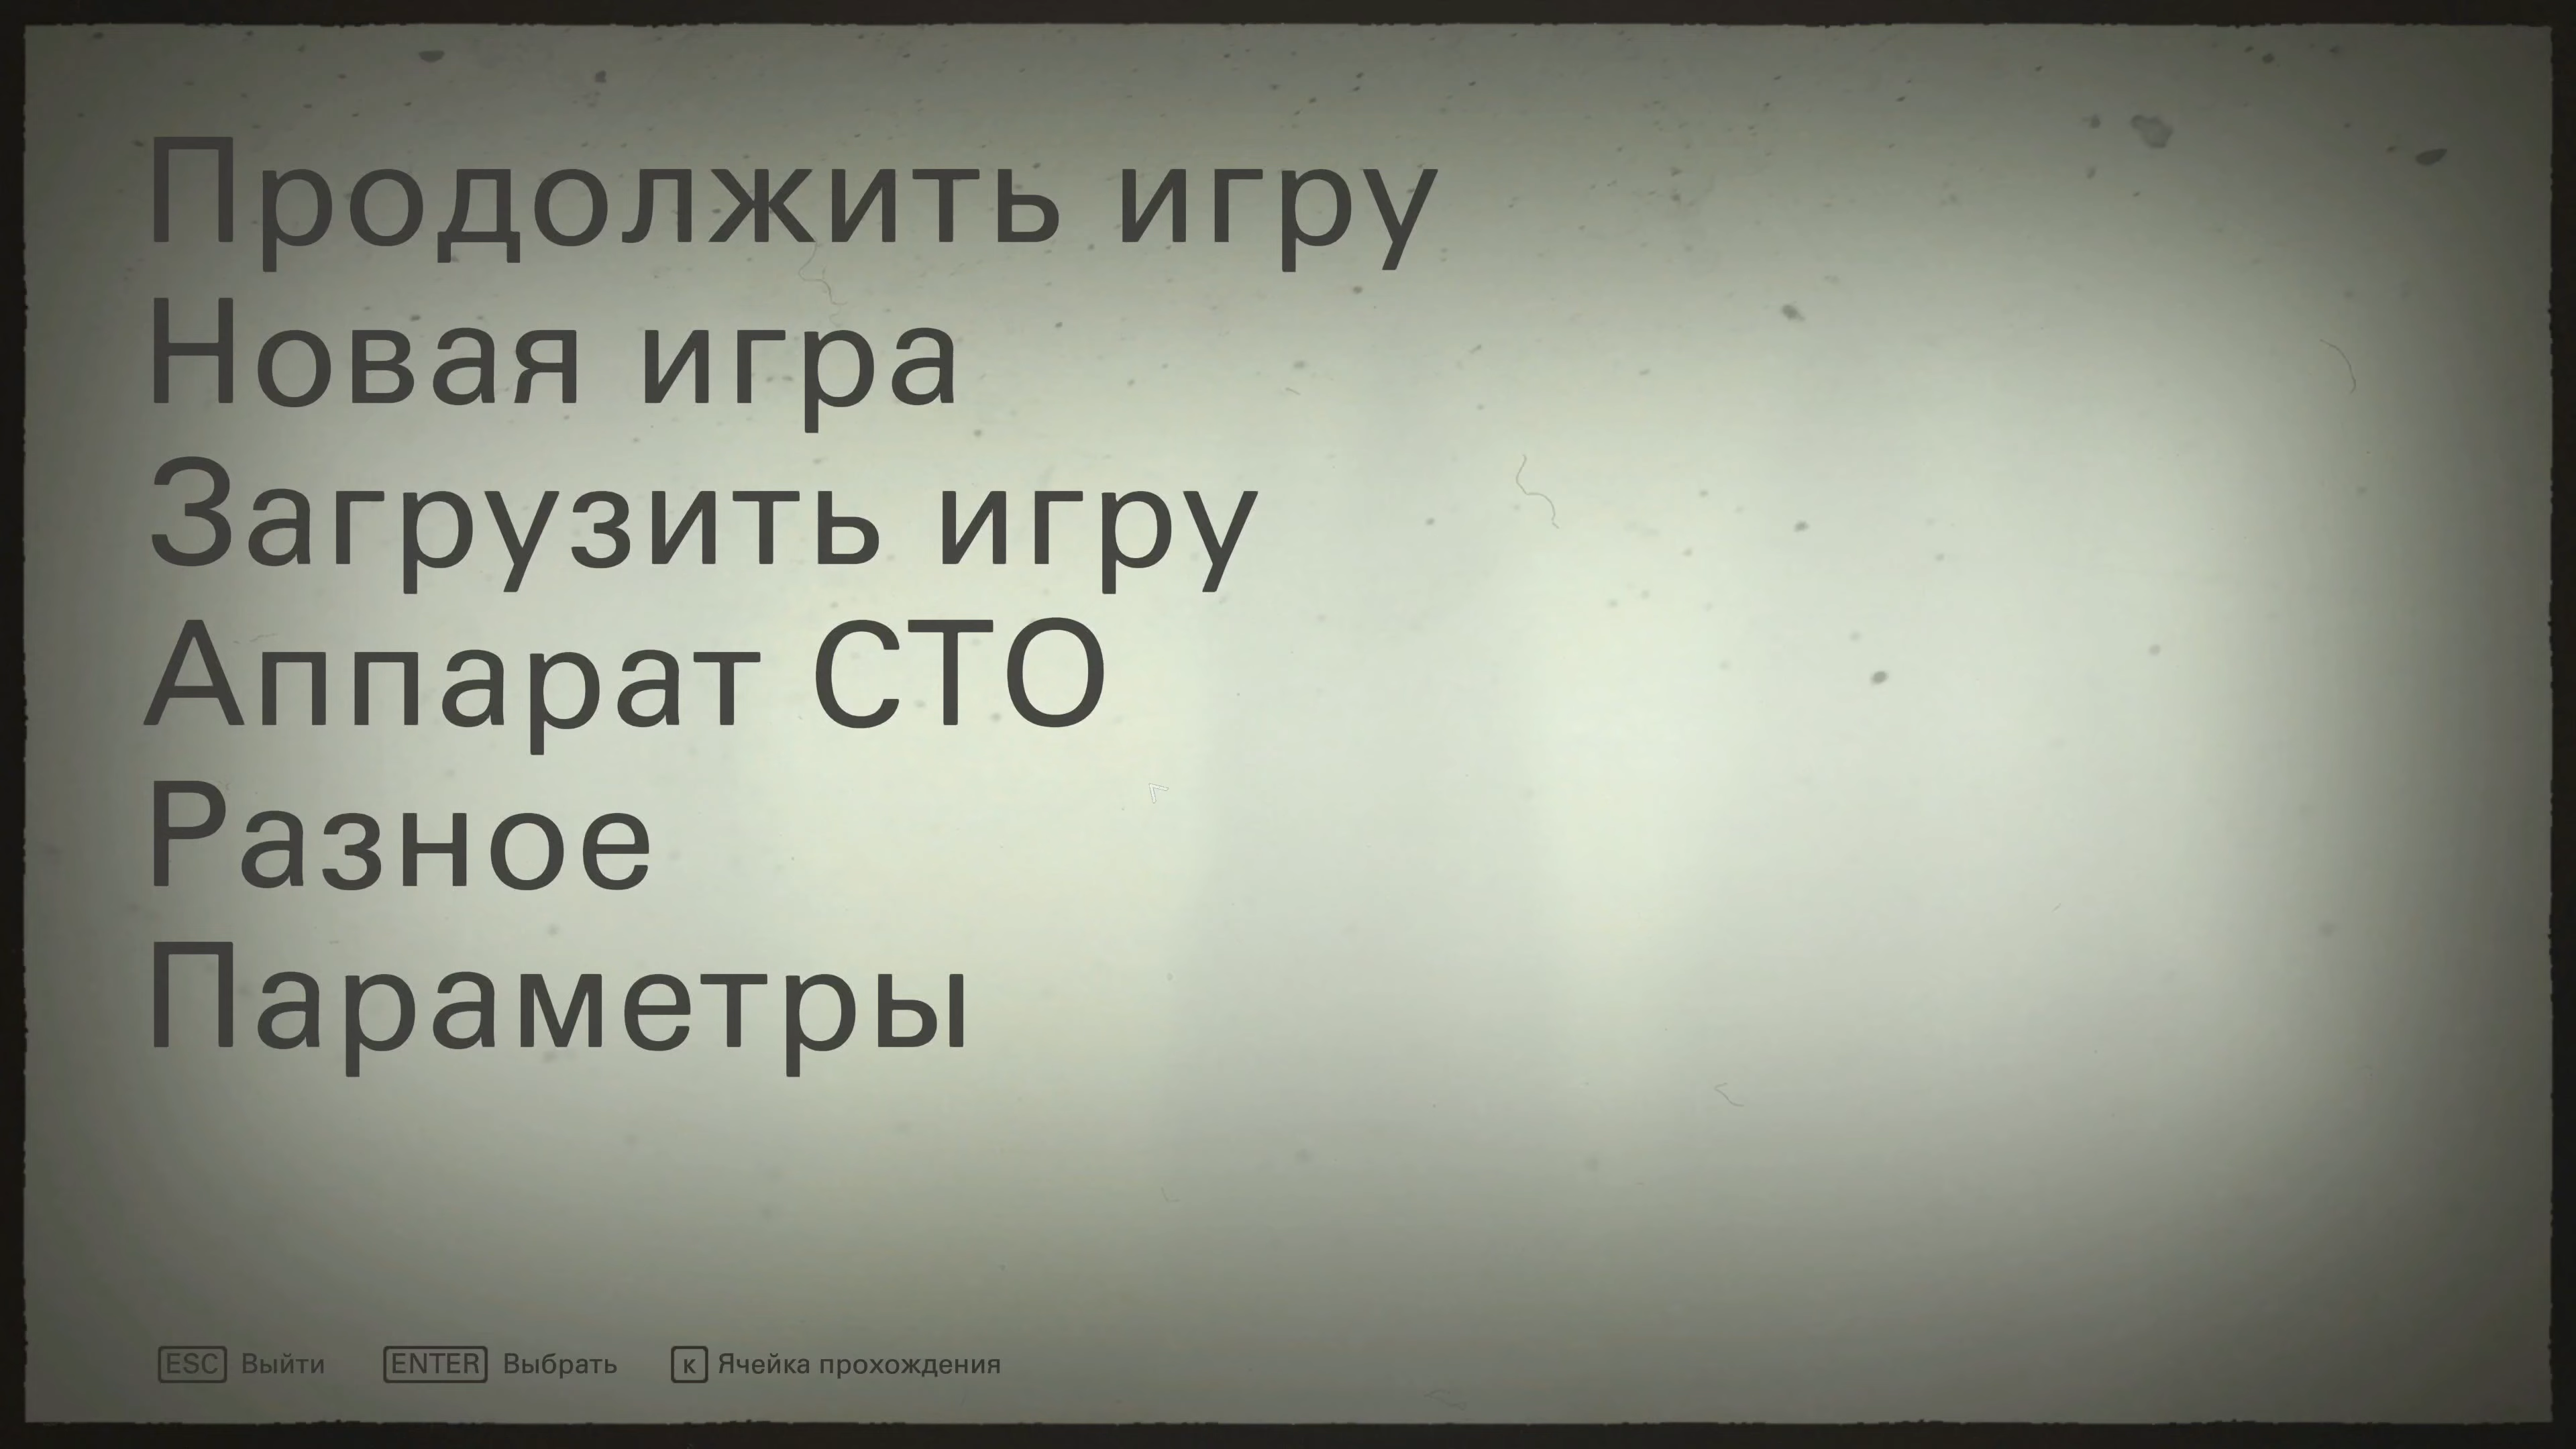 Продолжить игру
Новая игра
Загрузить игру
Аппарат СТО
Разное
Параметры
ESC Выйти ENTER Выбрать К Ячейка прохождения